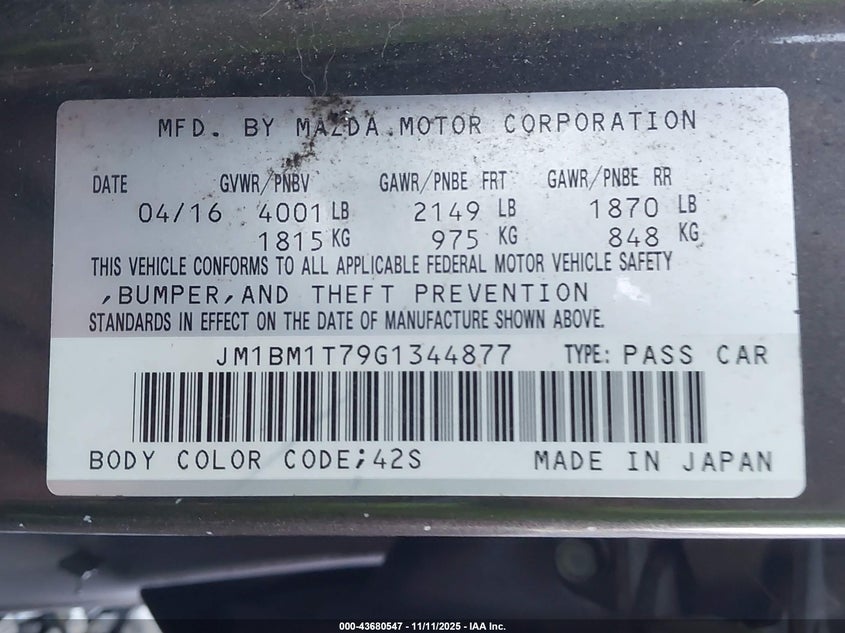 MFD. BY MAZDA MOTOR CORPORATION
DATE GVWR/PNBV GAWR/PNBE FRT GAWR/PNBE RR
04/16 4001 LB 2149 LB 1870 LB
1815 KG 975 KG 848 KG
THIS VEHICLE CONFORMS TO ALL APPLICABLE FEDERAL MOTOR VEHICLE SAFETY
,BUMPER,AND THEFT PREVENTION
STANDARDS IN EFFECT ON THE DATE OF MANUFACTURE SHOWN ABOVE.
JM1BM1T79G1344877 TYPE: PASS CAR
BODY COLOR CODE;42S MADE IN JAPAN
000-43680547 - 11/11/2025 - IAA Inc.